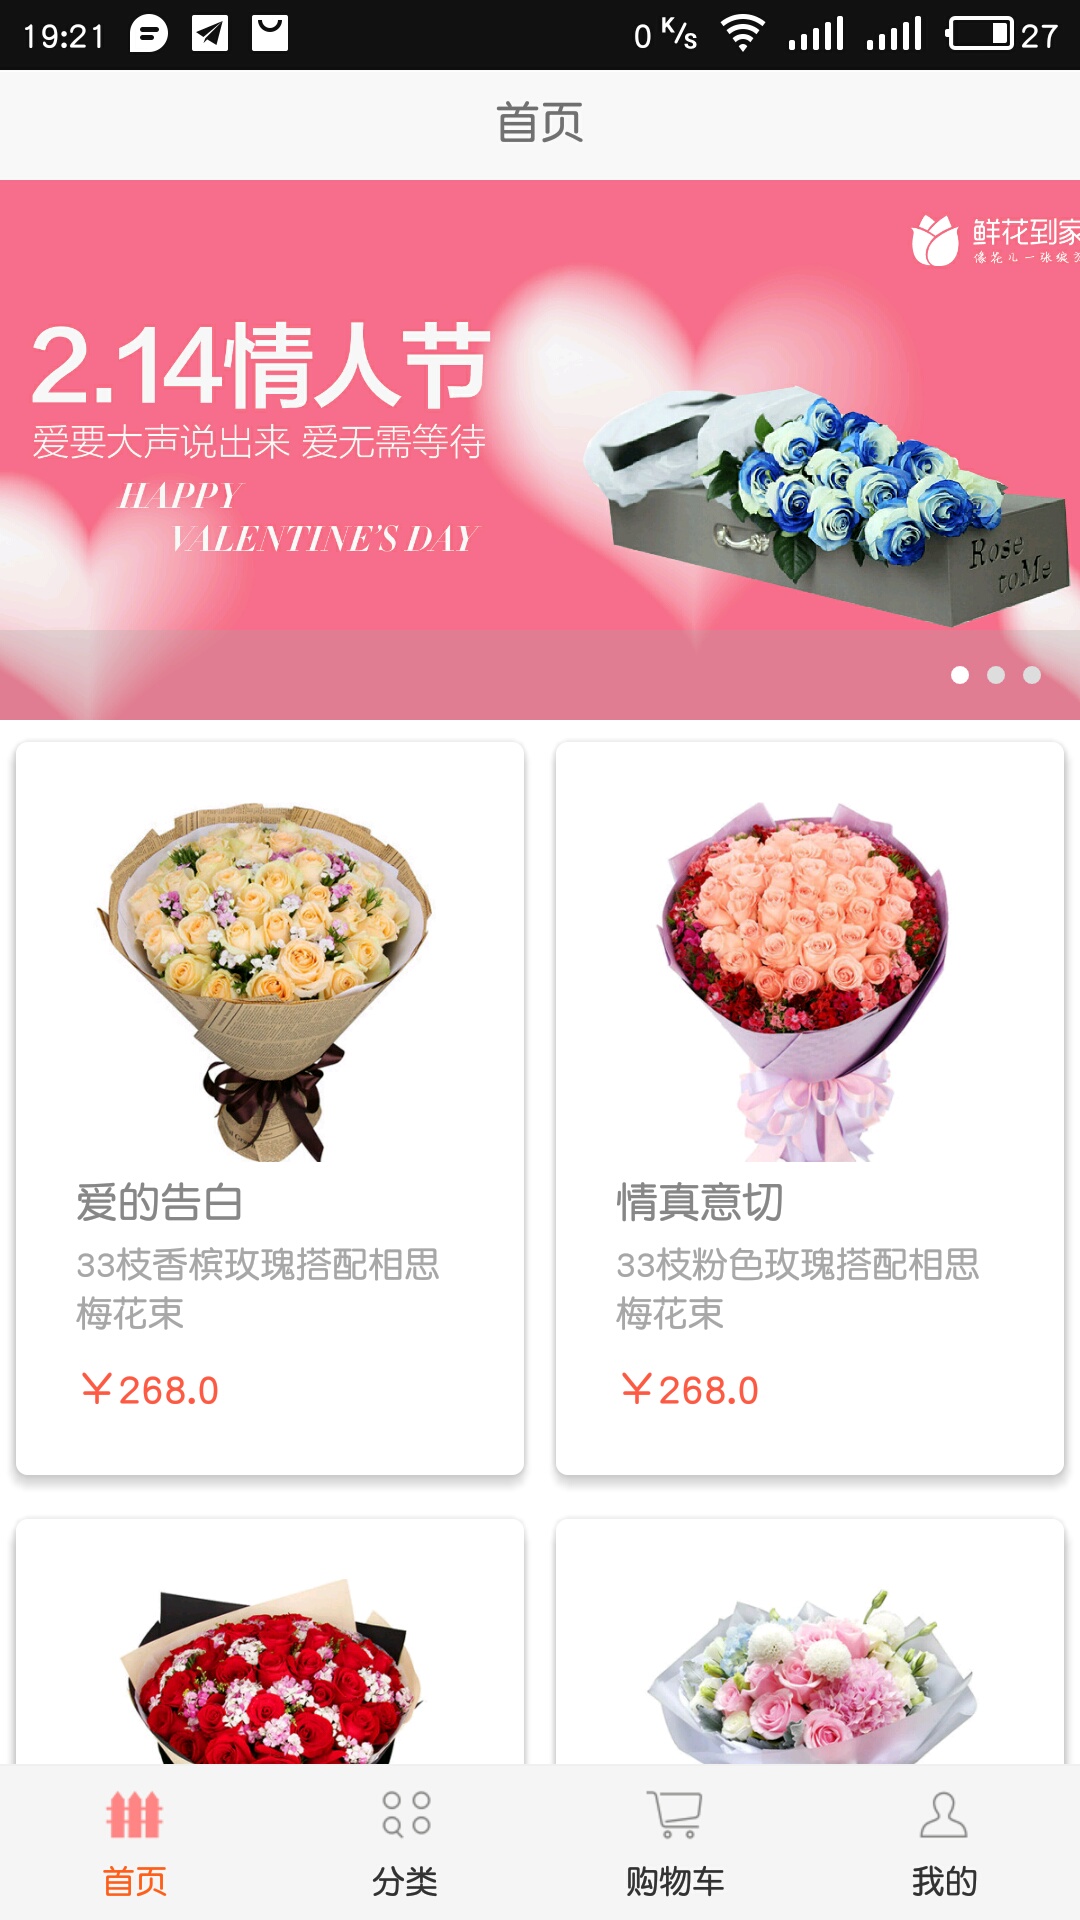 19:21
0 K/s
27
首页
鲜花到家
2.14情人节
爱要大声说出来 爱无需等待
HAPPY
VALENTINE'S DAY
Rose
toMe
爱的告白
33枝香槟玫瑰搭配相思
梅花束
￥268.0
情真意切
33枝粉色玫瑰搭配相思
梅花束
￥268.0
首页
分类
购物车
我的